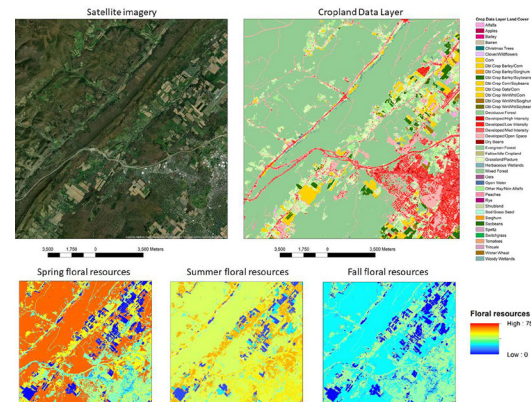 Satellite imagery
Cropland Data Layer
Crop Data Layer Land Cover
Alfalfa
Apples
Barley
Barren
Christmas Trees
Clover/Wildflowers
Corn
Dbl Crop Barley/Corn
Dbl Crop Barley/Sorghum
Dbl Crop Barley/Soybeans
Dbl Crop Corn/Soybeans
Dbl Crop Oats/Corn
Dbl Crop WinWht/Corn
Dbl Crop WinWht/Sorghum
Dbl Crop WinWht/Soybeans
Deciduous Forest
Developed/High Intensity
Developed/Low Intensity
Developed/Med Intensity
Developed/Open Space
Dry Beans
Evergreen Forest
Fallow/Idle Cropland
Grassland/Pasture
Herbaceous Wetlands
Mixed Forest
Oats
Open Water
Other Hay/Non Alfalfa
Peaches
Rye
Shrubland
Sod/Grass Seed
Sorghum
Soybeans
Speltz
Switchgrass
Tomatoes
Triticale
Winter Wheat
Woody Wetlands
3,500 1,750 0 3,500 Meters
3,500 1,750 0 3,500 Meters
Spring floral resources
Summer floral resources
Fall floral resources
Floral resources
High : 75
Low : 0